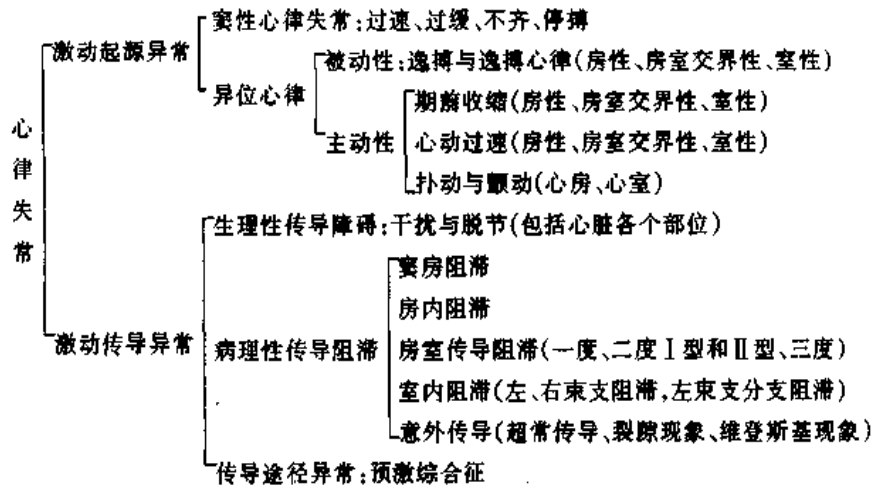 心律失常
激动起源异常
窦性心律失常:过速、过缓、不齐、停搏
异位心律
被动性:逸搏与逸搏心律(房性、房室交界性、室性)
主动性
期前收缩(房性、房室交界性、室性)
心动过速(房性、房室交界性、室性)
扑动与颤动(心房、心室)
激动传导异常
生理性传导障碍:干扰与脱节(包括心脏各个部位)
病理性传导阻滞
窦房阻滞
房内阻滞
房室传导阻滞(一度、二度Ⅰ型和Ⅱ型、三度)
室内阻滞(左、右束支阻滞,左束支分支阻滞)
意外传导(超常传导、裂隙现象、维登斯基现象)
传导途径异常:预激综合征